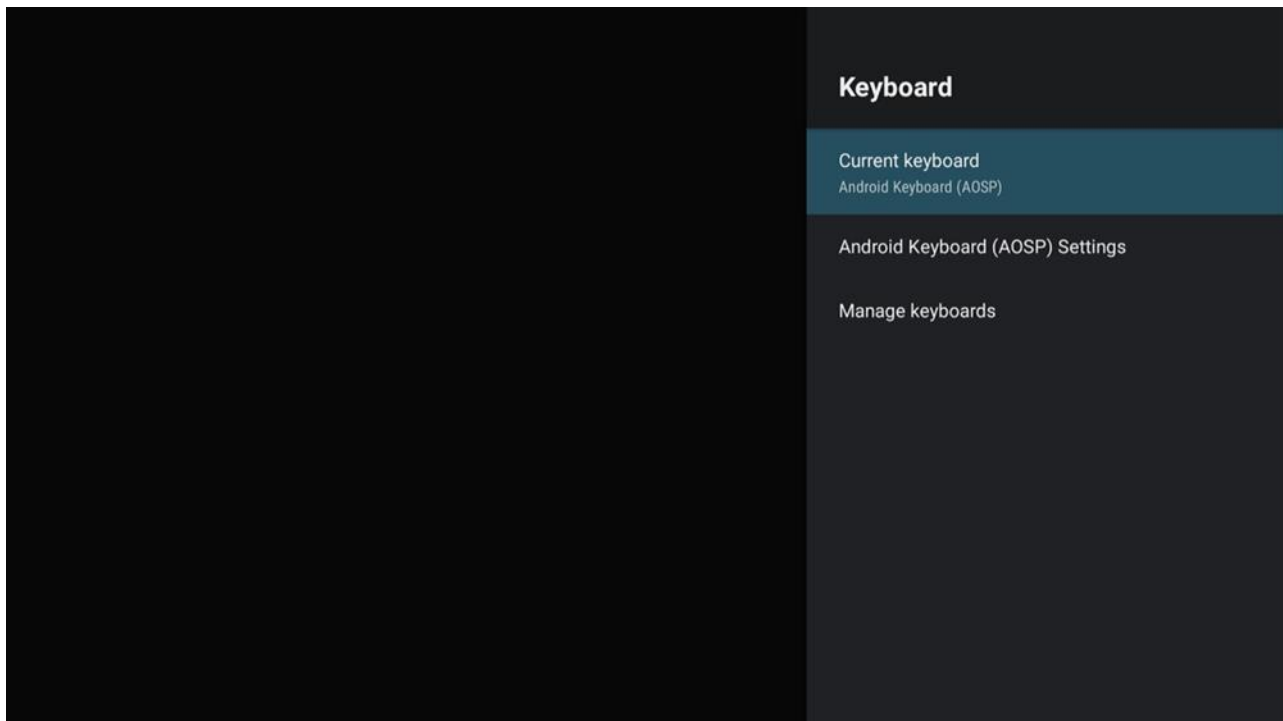 Keyboard
Current keyboard
Android Keyboard (AOSP)
Android Keyboard (AOSP) Settings
Manage keyboards